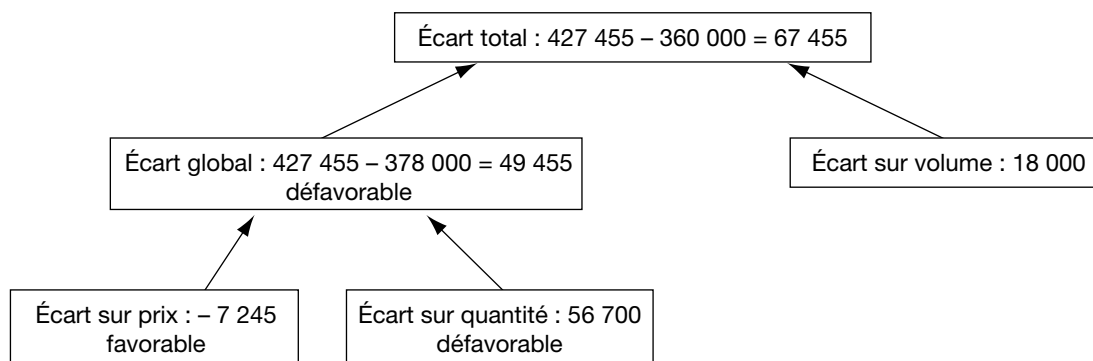 Écart total : 427 455 – 360 000 = 67 455
Écart global : 427 455 – 378 000 = 49 455
défavorable
Écart sur volume : 18 000
Écart sur prix : – 7 245
favorable
Écart sur quantité : 56 700
défavorable